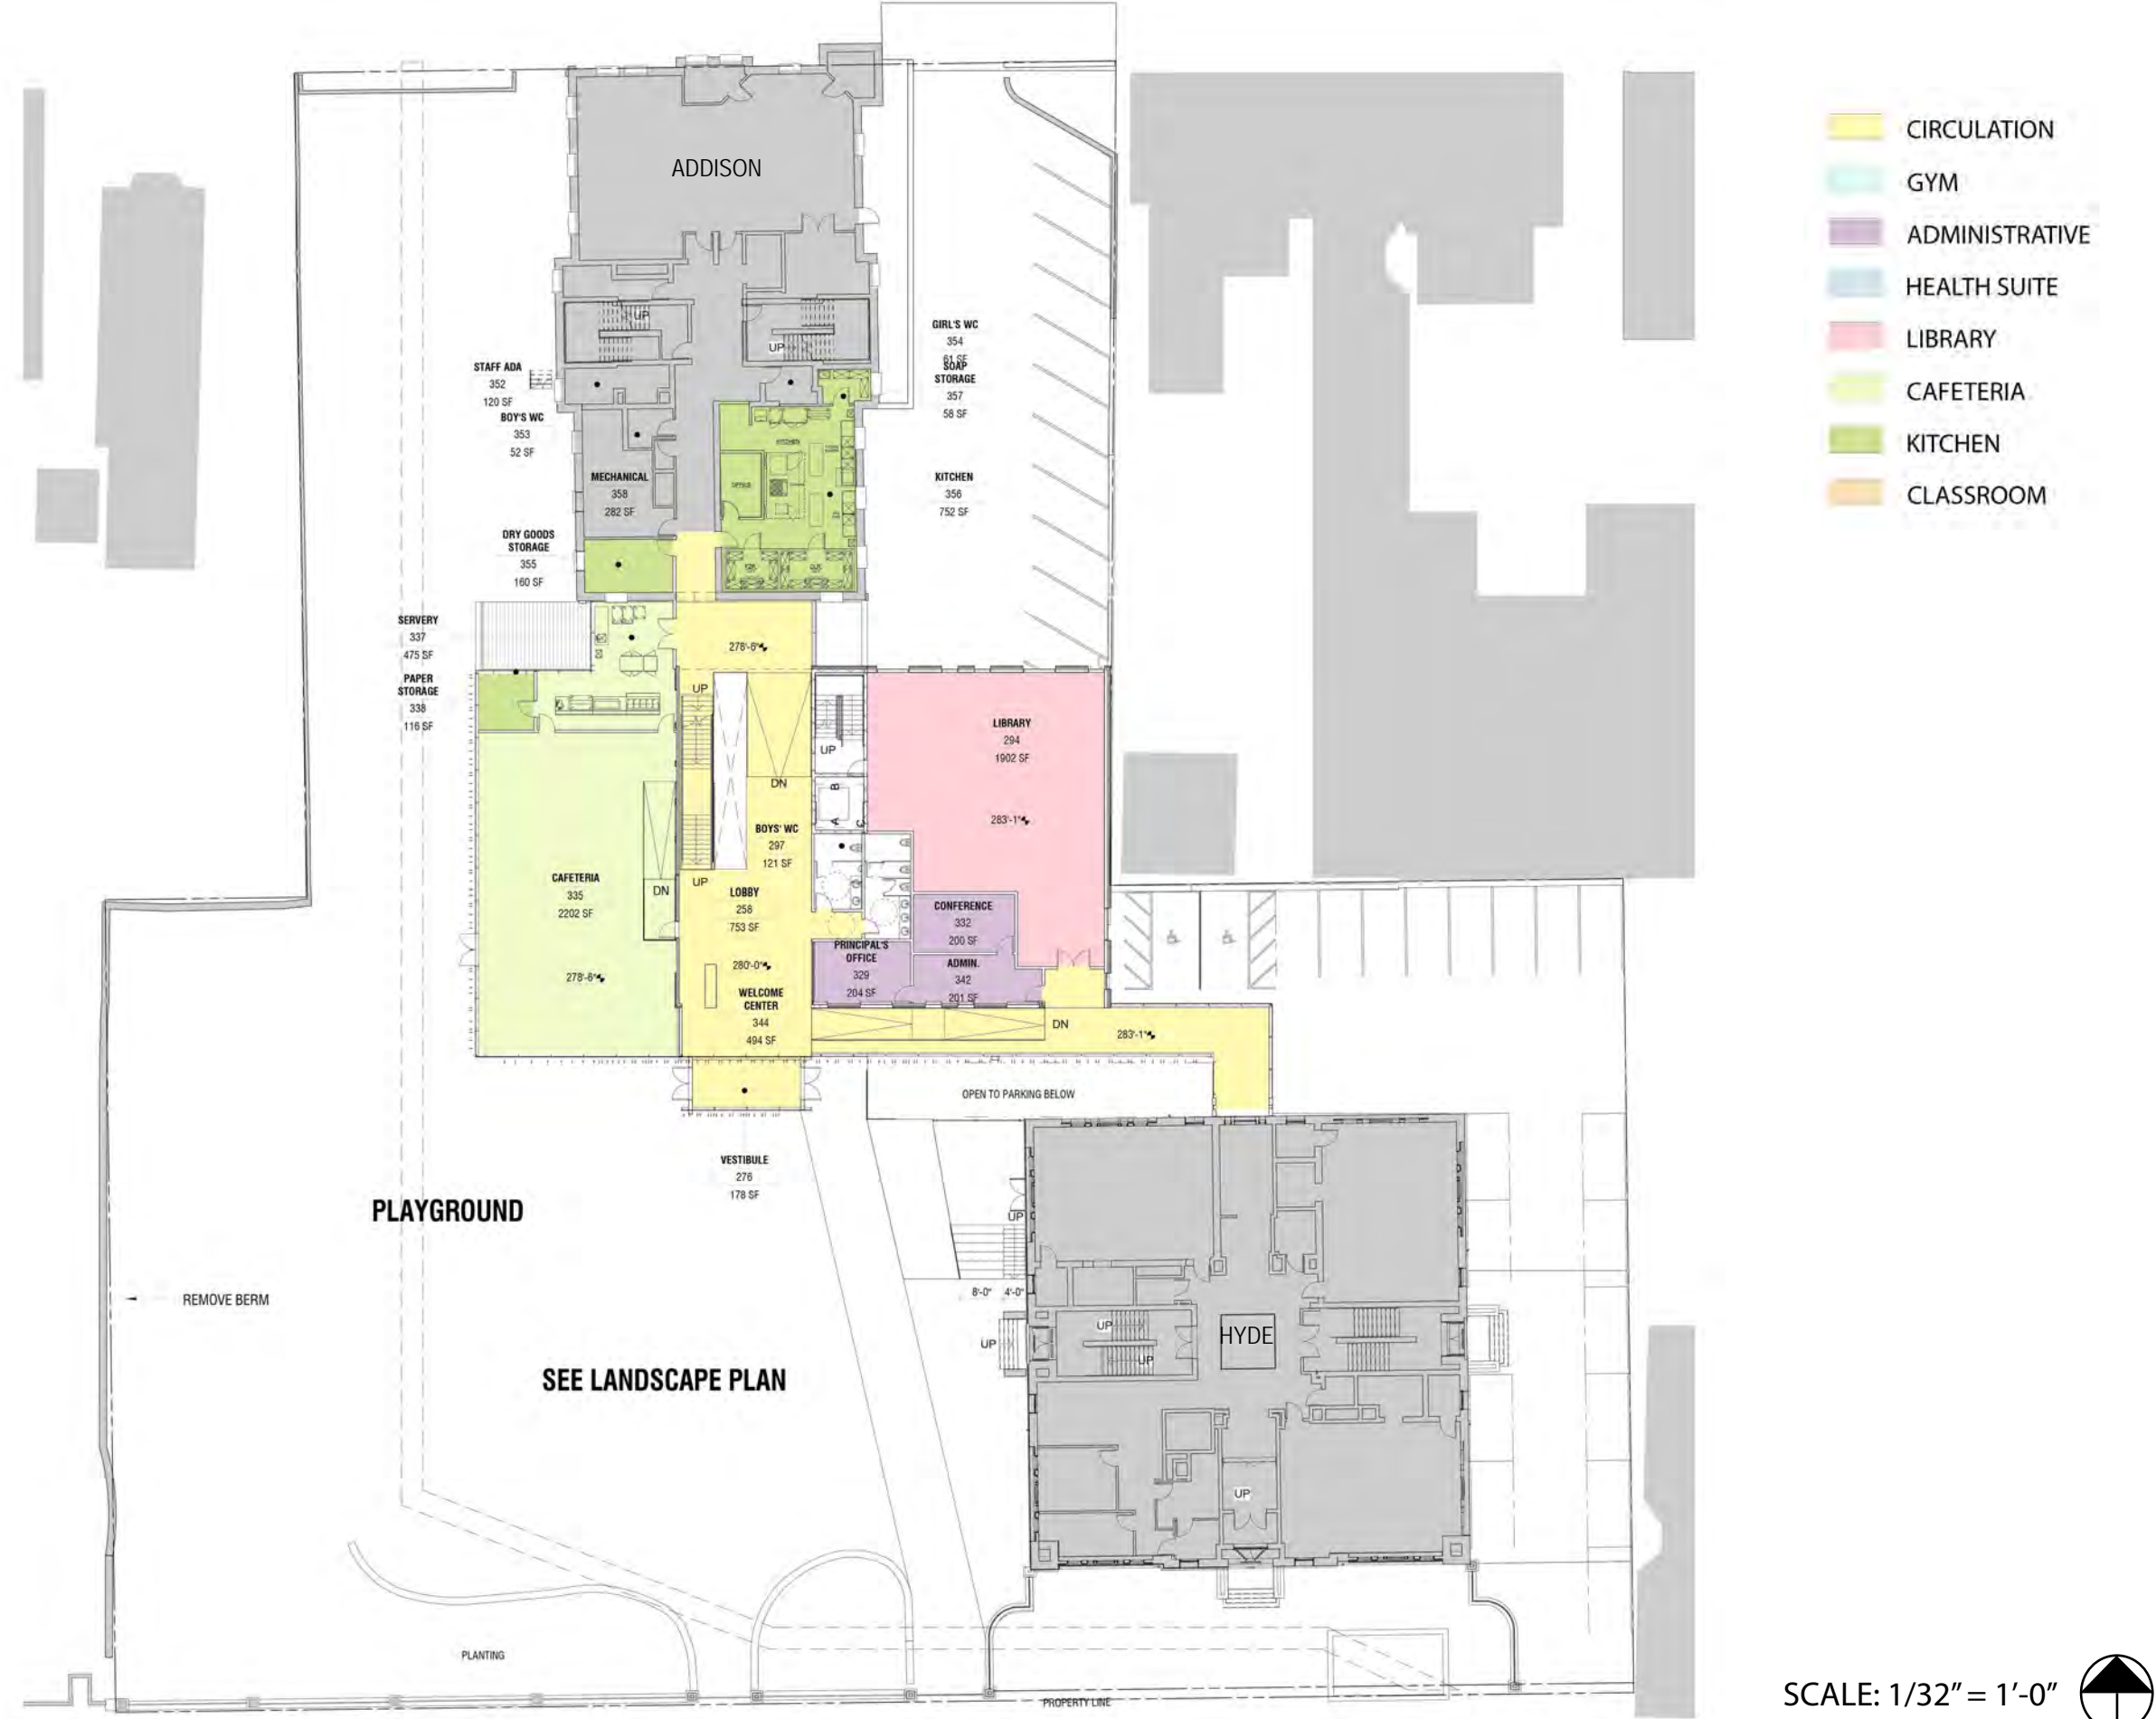 ADDISON
CIRCULATION
GYM
ADMINISTRATIVE
HEALTH SUITE
LIBRARY
CAFETERIA
KITCHEN
CLASSROOM
UP
UP
GIRL'S WC
354
61 SF
SOAP
STORAGE
357
58 SF
STAFF ADA
352
120 SF
BOY'S WC
353
52 SF
KITCHEN
OFFICE
MECHANICAL
358
282 SF
KITCHEN
356
752 SF
DRY GOODS
STORAGE
355
160 SF
SERVERY
337
475 SF
278'-6"
PAPER
STORAGE
338
116 SF
UP
LIBRARY
294
1902 SF
UP
DN
A B
C
283'-1"
BOYS' WC
297
121 SF
CAFETERIA
335
2202 SF
DN
UP
LOBBY
258
753 SF
CONFERENCE
332
200 SF
PRINCIPAL'S
OFFICE
329
204 SF
ADMIN.
342
201 SF
278'-6"
280'-0"
WELCOME
CENTER
344
494 SF
DN
283'-1"
OPEN TO PARKING BELOW
VESTIBULE
276
178 SF
PLAYGROUND
UP
REMOVE BERM
8'-0" 4'-0"
UP
UP
UP
HYDE
SEE LANDSCAPE PLAN
UP
PLANTING
PROPERTY LINE
SCALE: 1/32" = 1'-0"